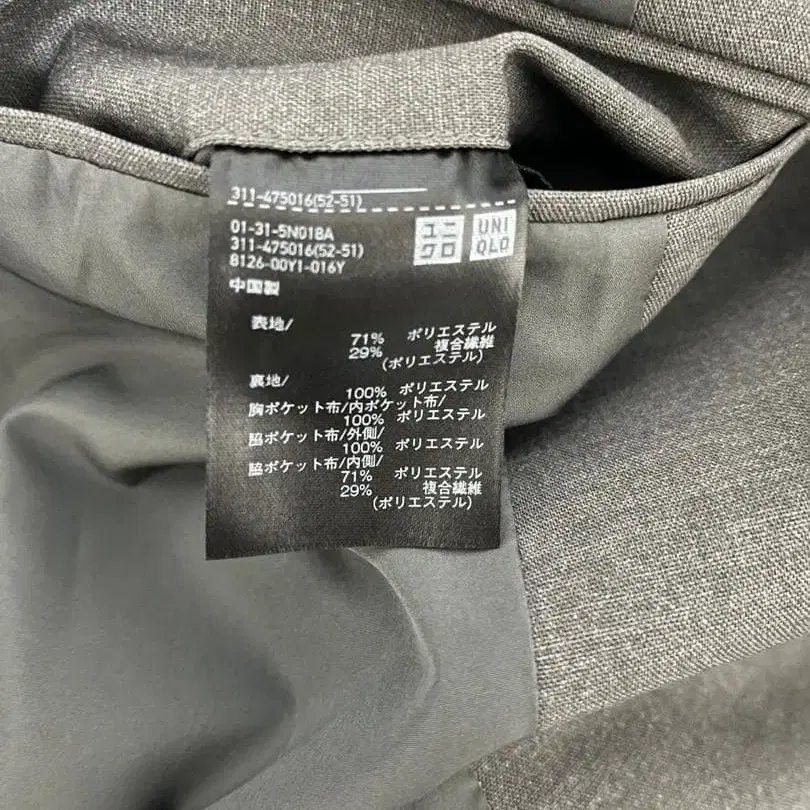 311-475016(52-51)
01-31-5N018A
311-475016(52-51)
8126-00Y1-016Y
ユニクロ
UNIQLO
中国製
表地/
71% ポリエステル
29% 複合繊維
(ポリエステル)
裏地/
100% ポリエステル
胸ポケット布/内ポケット布/
100% ポリエステル
脇ポケット布/外側/
100% ポリエステル
脇ポケット布/内側/
71% ポリエステル
29% 複合繊維
(ポリエステル)